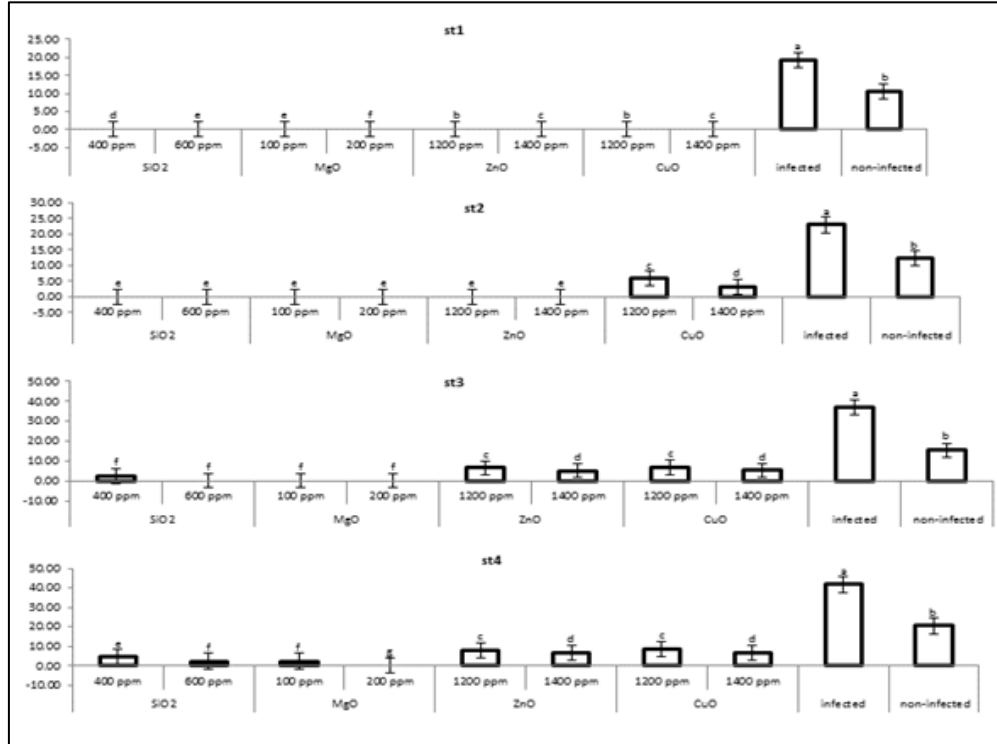 st1
25.00
20.00
15.00
10.00
5.00
0.00
-5.00
d e e f b c b c a b
400 ppm 600 ppm 100 ppm 200 ppm 1200 ppm 1400 ppm 1200 ppm 1400 ppm
SiO2 MgO ZnO CuO infected non-infected
st2
30.00
25.00
20.00
15.00
10.00
5.00
0.00
-5.00
e e e e e e c d a b
400 ppm 600 ppm 100 ppm 200 ppm 1200 ppm 1400 ppm 1200 ppm 1400 ppm
SiO2 MgO ZnO CuO infected non-infected
st3
50.00
40.00
30.00
20.00
10.00
0.00
-10.00
f f f f c d c d a b
400 ppm 600 ppm 100 ppm 200 ppm 1200 ppm 1400 ppm 1200 ppm 1400 ppm
SiO2 MgO ZnO CuO infected non-infected
st4
50.00
40.00
30.00
20.00
10.00
0.00
-10.00
e f f g c d c d a b
400 ppm 600 ppm 100 ppm 200 ppm 1200 ppm 1400 ppm 1200 ppm 1400 ppm
SiO2 MgO ZnO CuO infected non-infected